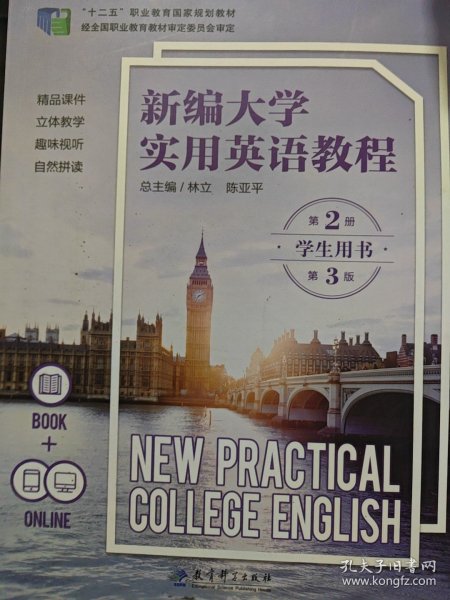 “十二五”职业教育国家规划教材
经全国职业教育教材审定委员会审定
精品课件
立体教学
趣味视听
自然拼读
新编大学
实用英语教程
总主编/林立 陈亚平
第2册
·学生用书·
第3版
BOOK
+
ONLINE
NEW PRACTICAL
COLLEGE ENGLISH
教育科学出版社
Educational Science Publishing House
孔夫子旧书网
www.kongfz.com